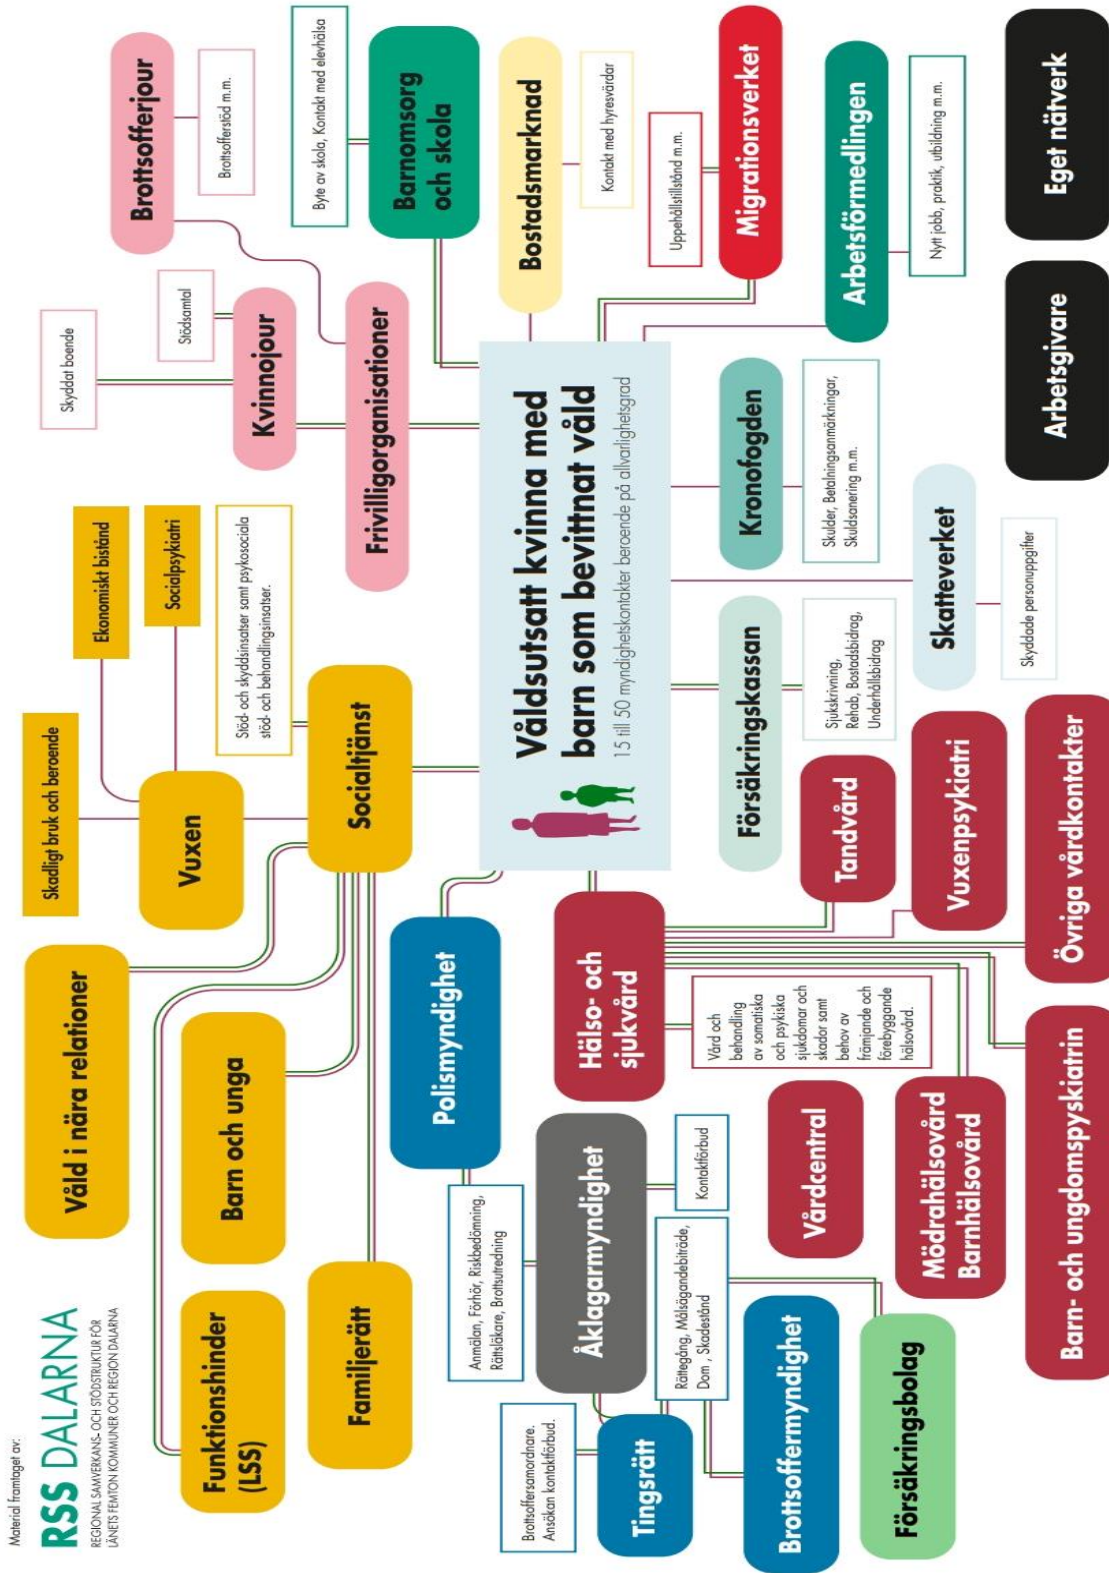 Material framtaget av:
RSS DALARNA
REGIONAL SAMVERKANS- OCH STÖDSTRUKTUR FÖR
LÄNETS FEMTON KOMMUNER OCH REGION DALARNA
Funktionshinder
(LSS)
Våld i nära relationer
Barn och unga
Familjerätt
Skadligt bruk och beroende
Ekonomiskt bistånd
Socialpsykiatri
Vuxen
Socialtjänst
Stöd- och skyddsinsatser samt psykosociala
stöd- och behandlingsinsatser.
Skyddat boende
Stödsamtal
Kvinnojour
Frivilligorganisationer
Brottsofferjour
Brottsofferstöd m.m.
Byte av skola, Kontakt med elevhälsa
Barnomsorg
och skola
Polismyndighet
Anmälan, Förhör, Riskbedömning,
Rättsläkare, Brottsutredning
Åklagarmyndighet
Kontaktförbud
Brottsoffersamordnare.
Ansökan kontaktförbud.
Tingsrätt
Rättegång, Målsägandebiträde,
Dom , Skadestånd
Brottsoffermyndighet
Försäkringsbolag
Våldsutsatt kvinna med
barn som bevittnat våld
15 till 50 myndighetskontakter beroende på allvarlighetsgrad
Bostadsmarknad
Kontakt med hyresvärdar
Uppehållstillstånd m.m.
Migrationsverket
Arbetsförmedlingen
Nytt jobb, praktik, utbildning m.m.
Hälso- och
sjukvård
Vård och
behandling
av somatiska
och psykiska
sjukdomar och
skador samt
behov av
främjande och
förebyggande
hälsovård.
Vårdcentral
Mödrahälsovård
Barnhälsovård
Barn- och ungdomspyskiatrin
Tandvård
Vuxenpsykiatri
Övriga vårdkontakter
Försäkringskassan
Sjukskrivning,
Rehab, Bostadsbidrag,
Underhållsbidrag
Kronofogden
Skulder, Betalningsanmärkningar,
Skuldsanering m.m.
Skatteverket
Skyddade personuppgifter
Arbetsgivare
Eget nätverk